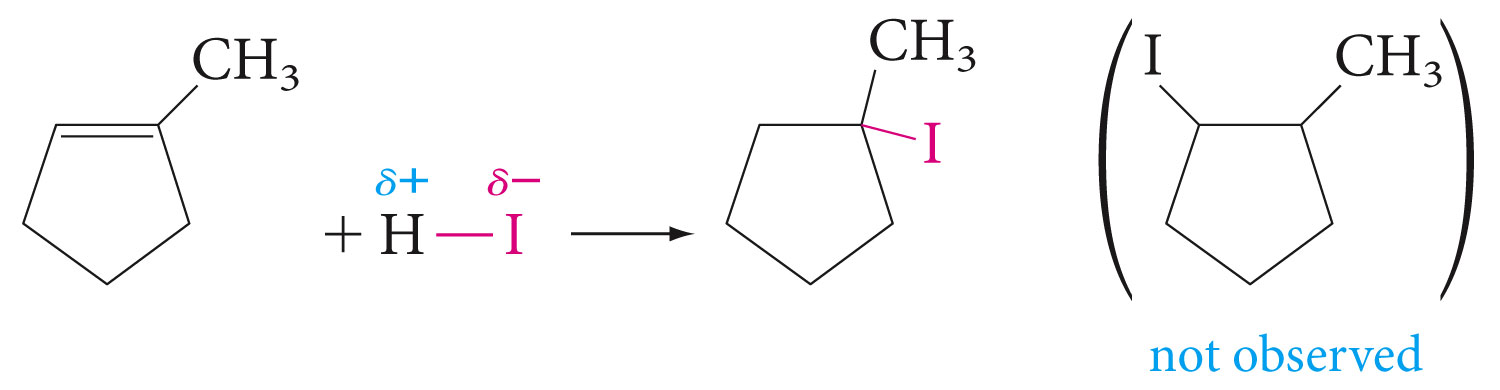 CH₃
δ+ δ−
+ H—I
CH₃
I
I
CH₃
not observed